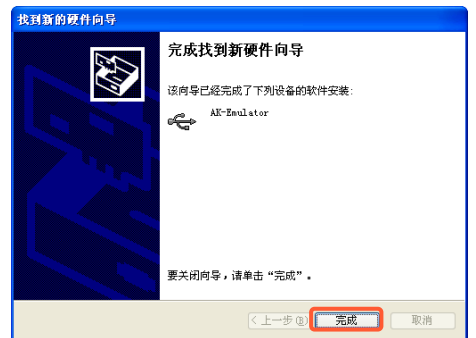 找到新的硬件向导
完成找到新硬件向导
该向导已经完成了下列设备的软件安装:
AK-Emulator
要关闭向导，请单击“完成”。
< 上一步(B) 完成 取消